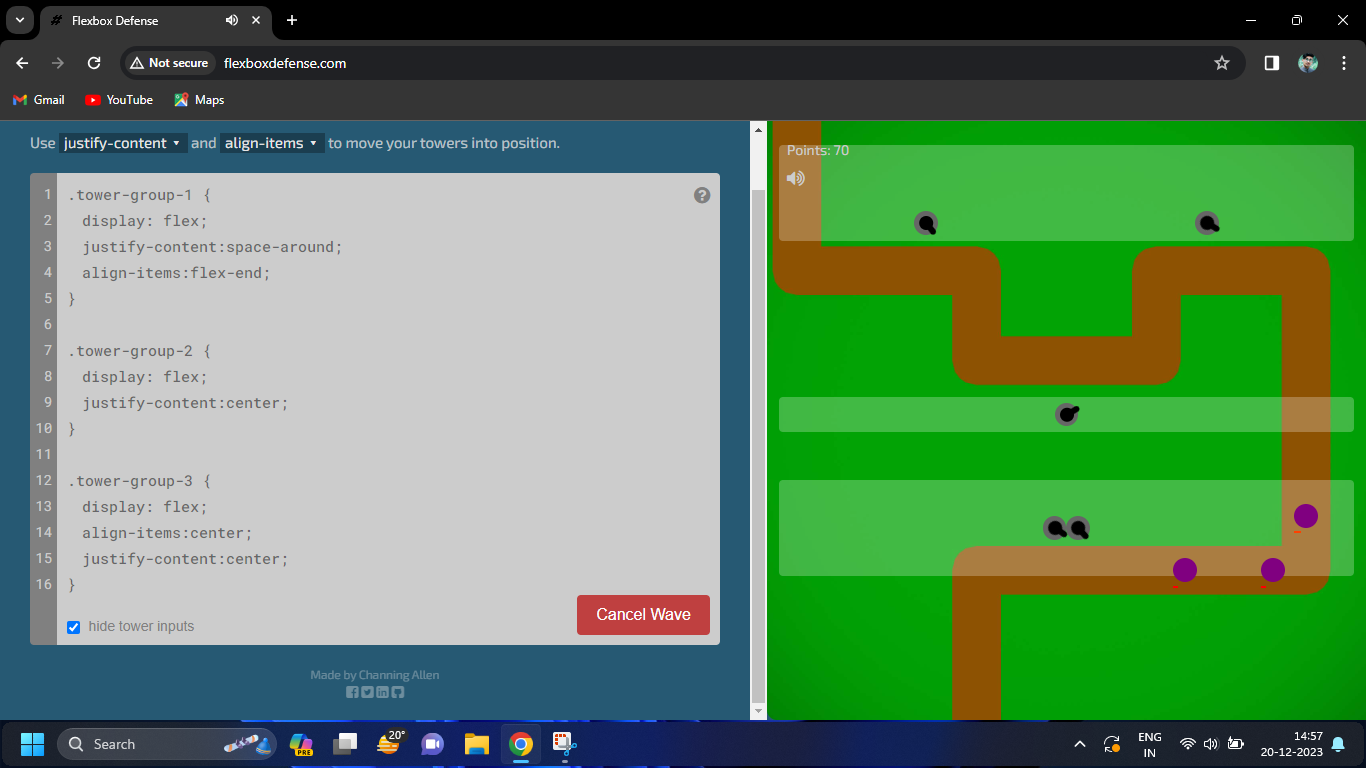 Flexbox Defense
Not secure
flexboxdefense.com
Gmail
YouTube
Maps
Use justify-content ▾ and align-items ▾ to move your towers into position.
1 .tower-group-1 {
2 display: flex;
3 justify-content:space-around;
4 align-items:flex-end;
5 }
6
7 .tower-group-2 {
8 display: flex;
9 justify-content:center;
10 }
11
12 .tower-group-3 {
13 display: flex;
14 align-items:center;
15 justify-content:center;
16 }
hide tower inputs
Cancel Wave
Made by Channing Allen
Points: 70
Search
PRE
20°
ENG
IN
14:57
20-12-2023